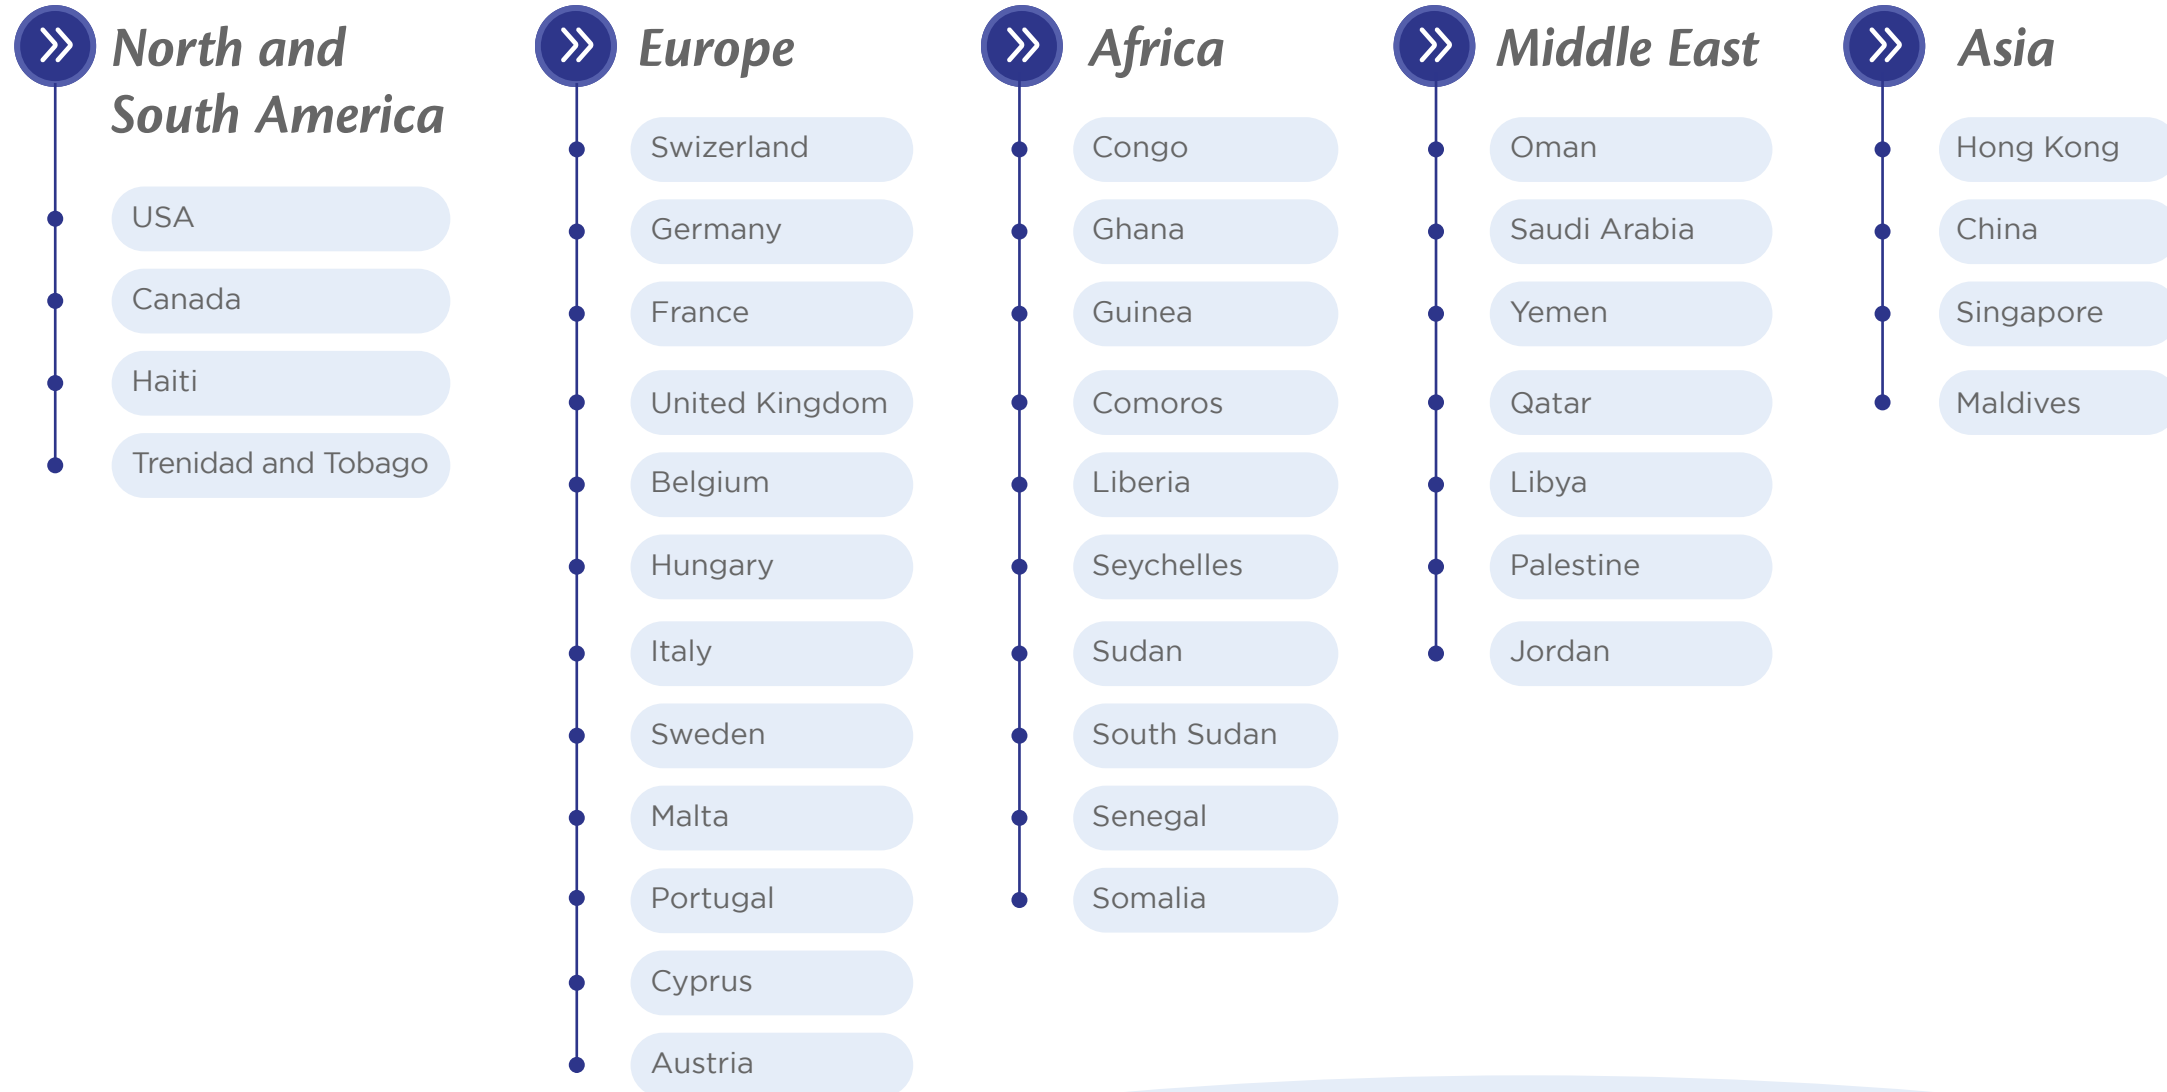 North and
South America
USA
Canada
Haiti
Trenidad and Tobago
Europe
Swizerland
Germany
France
United Kingdom
Belgium
Hungary
Italy
Sweden
Malta
Portugal
Cyprus
Austria
Africa
Congo
Ghana
Guinea
Comoros
Liberia
Seychelles
Sudan
South Sudan
Senegal
Somalia
Middle East
Oman
Saudi Arabia
Yemen
Qatar
Libya
Palestine
Jordan
Asia
Hong Kong
China
Singapore
Maldives